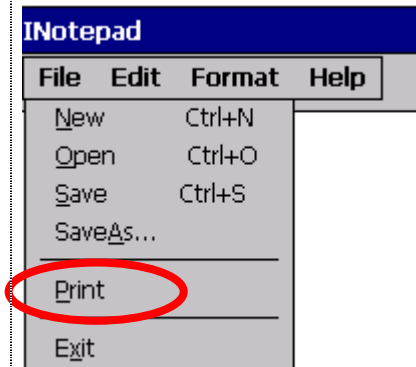 INotepad
File Edit Format Help
New Ctrl+N
Open Ctrl+O
Save Ctrl+S
SaveAs...
Print
Exit